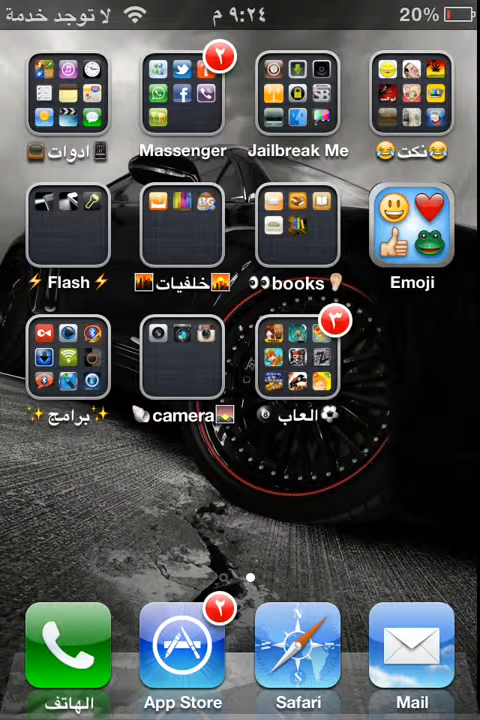 لا توجد خدمة ٩:٢٤ م 20%
٢
📺 ادوات 📱 Massenger Jailbreak Me 😂نكت😂
⚡ Flash ⚡ 🌇خلفيات🌇 👀books👂 Emoji
٣
✨برامج✨ 🐚camera🌄 🎱 العاب⚽
٢
الهاتف App Store Safari Mail